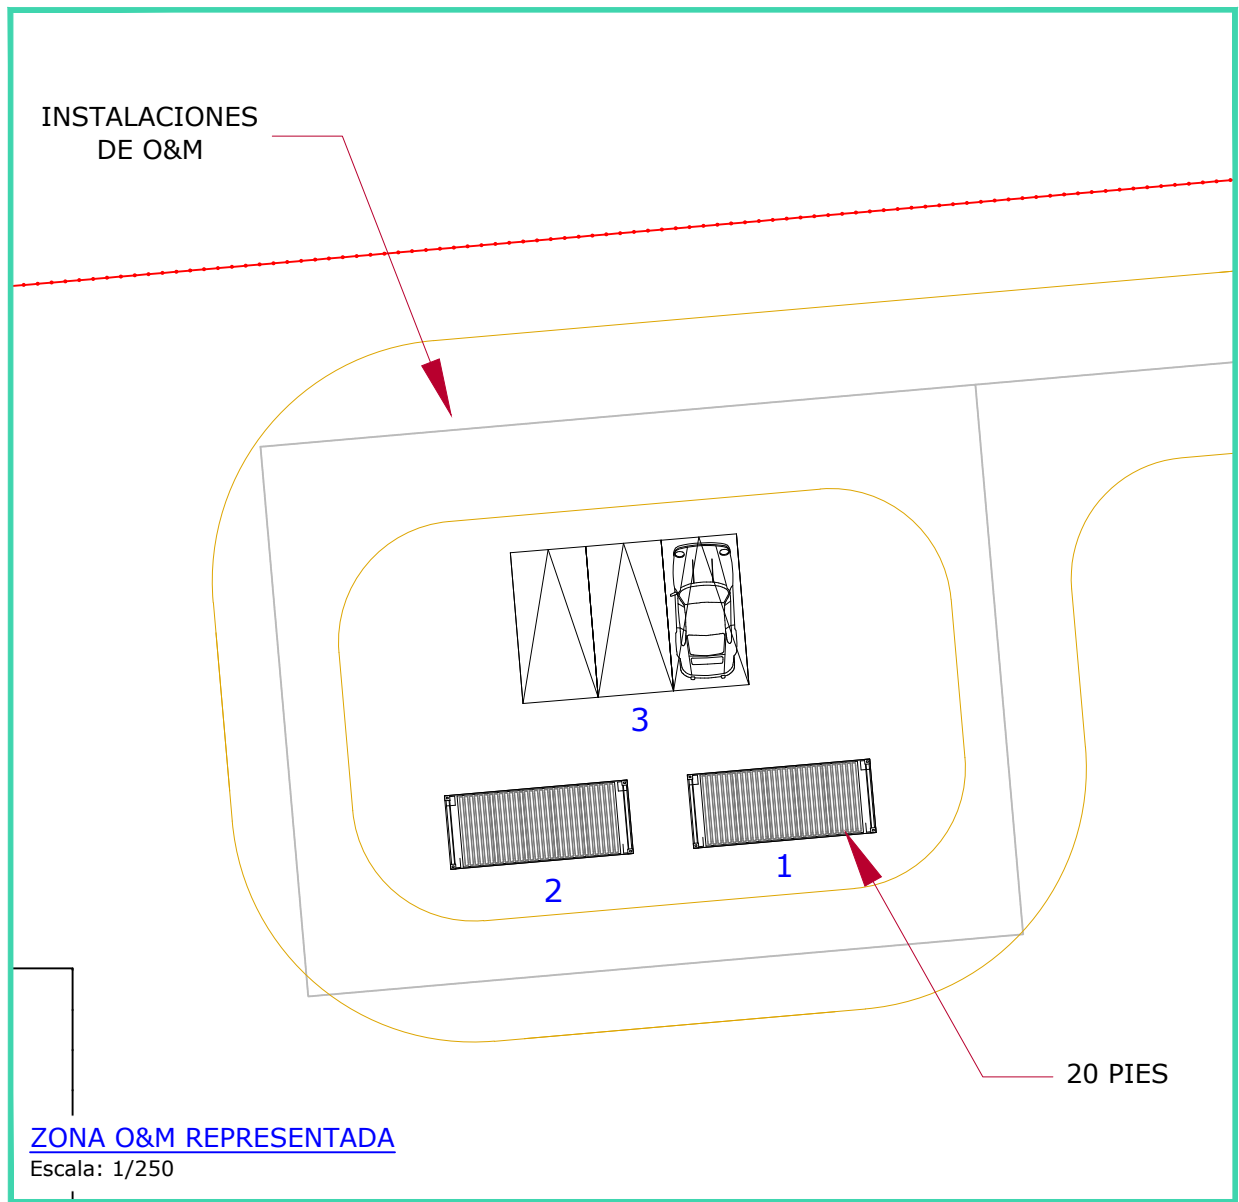 INSTALACIONES
DE O&M
3
1
2
20 PIES
ZONA O&M REPRESENTADA
Escala: 1/250